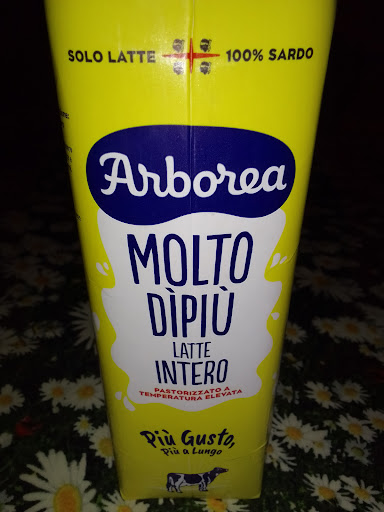 SOLO LATTE 100% SARDO
Arborea
MOLTO
DÌPIÙ
LATTE
INTERO
PASTORIZZATO A
TEMPERATURA ELEVATA
Più Gusto,
Più a Lungo